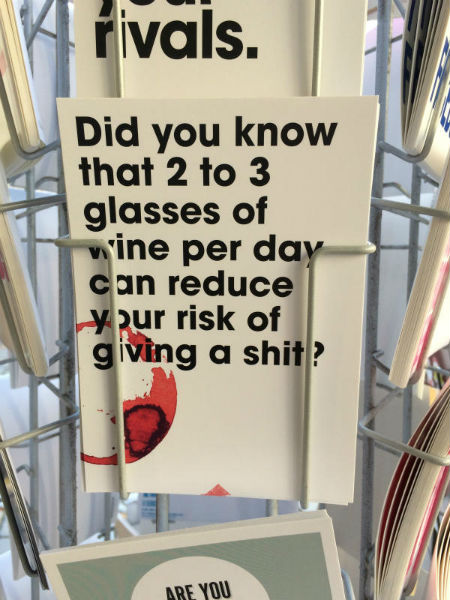 rivals.
Did you know
that 2 to 3
glasses of
wine per day
can reduce
your risk of
giving a shit?
ARE YOU